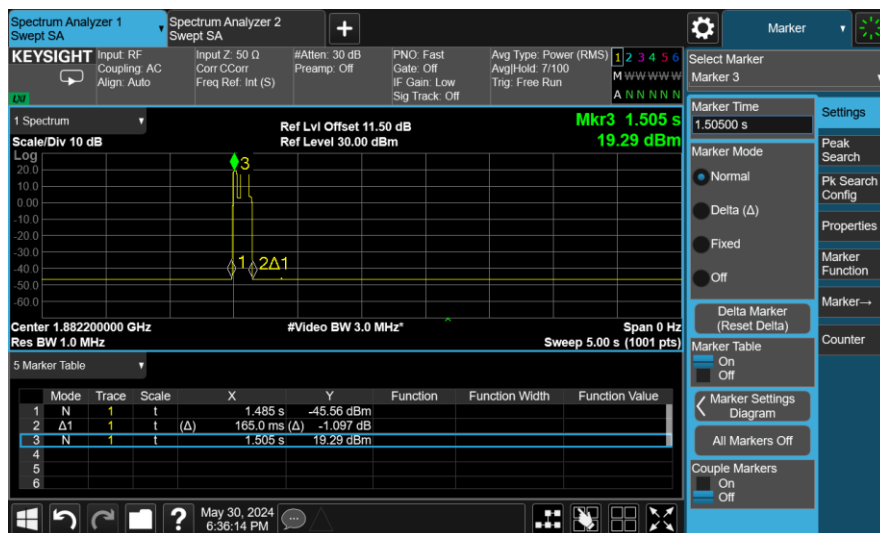 Spectrum Analyzer 1
Swept SA
Spectrum Analyzer 2
Swept SA
+
Marker
KEYSIGHT
Input: RF
Coupling: AC
Align: Auto
Input Z: 50 Ω
Corr CCorr
Freq Ref: Int (S)
#Atten: 30 dB
Preamp: Off
PNO: Fast
Gate: Off
IF Gain: Low
Sig Track: Off
Avg Type: Power (RMS)
Avg|Hold: 7/100
Trig: Free Run
1 2 3 4 5 6
M W W W W W
A N N N N N
LXI
Select Marker
Marker 3
1 Spectrum
Scale/Div 10 dB
Log
Ref Lvl Offset 11.50 dB
Ref Level 30.00 dBm
Mkr3 1.505 s
19.29 dBm
20.0
10.0
0.00
-10.0
-20.0
-30.0
-40.0
-50.0
-60.0
3
1
2Δ1
Center 1.882200000 GHz
Res BW 1.0 MHz
#Video BW 3.0 MHz*
Span 0 Hz
Sweep 5.00 s (1001 pts)
5 Marker Table
Mode Trace Scale X Y Function Function Width Function Value
1 N 1 t 1.485 s -45.56 dBm
2 Δ1 1 t (Δ) 165.0 ms (Δ) -1.097 dB
3 N 1 t 1.505 s 19.29 dBm
4
5
6
Marker Time
1.50500 s
Marker Mode
Normal
Delta (Δ)
Fixed
Off
Delta Marker
(Reset Delta)
Marker Table
On
Off
Marker Settings
Diagram
All Markers Off
Couple Markers
On
Off
Settings
Peak
Search
Pk Search
Config
Properties
Marker
Function
Marker→
Counter
?
May 30, 2024
6:36:14 PM